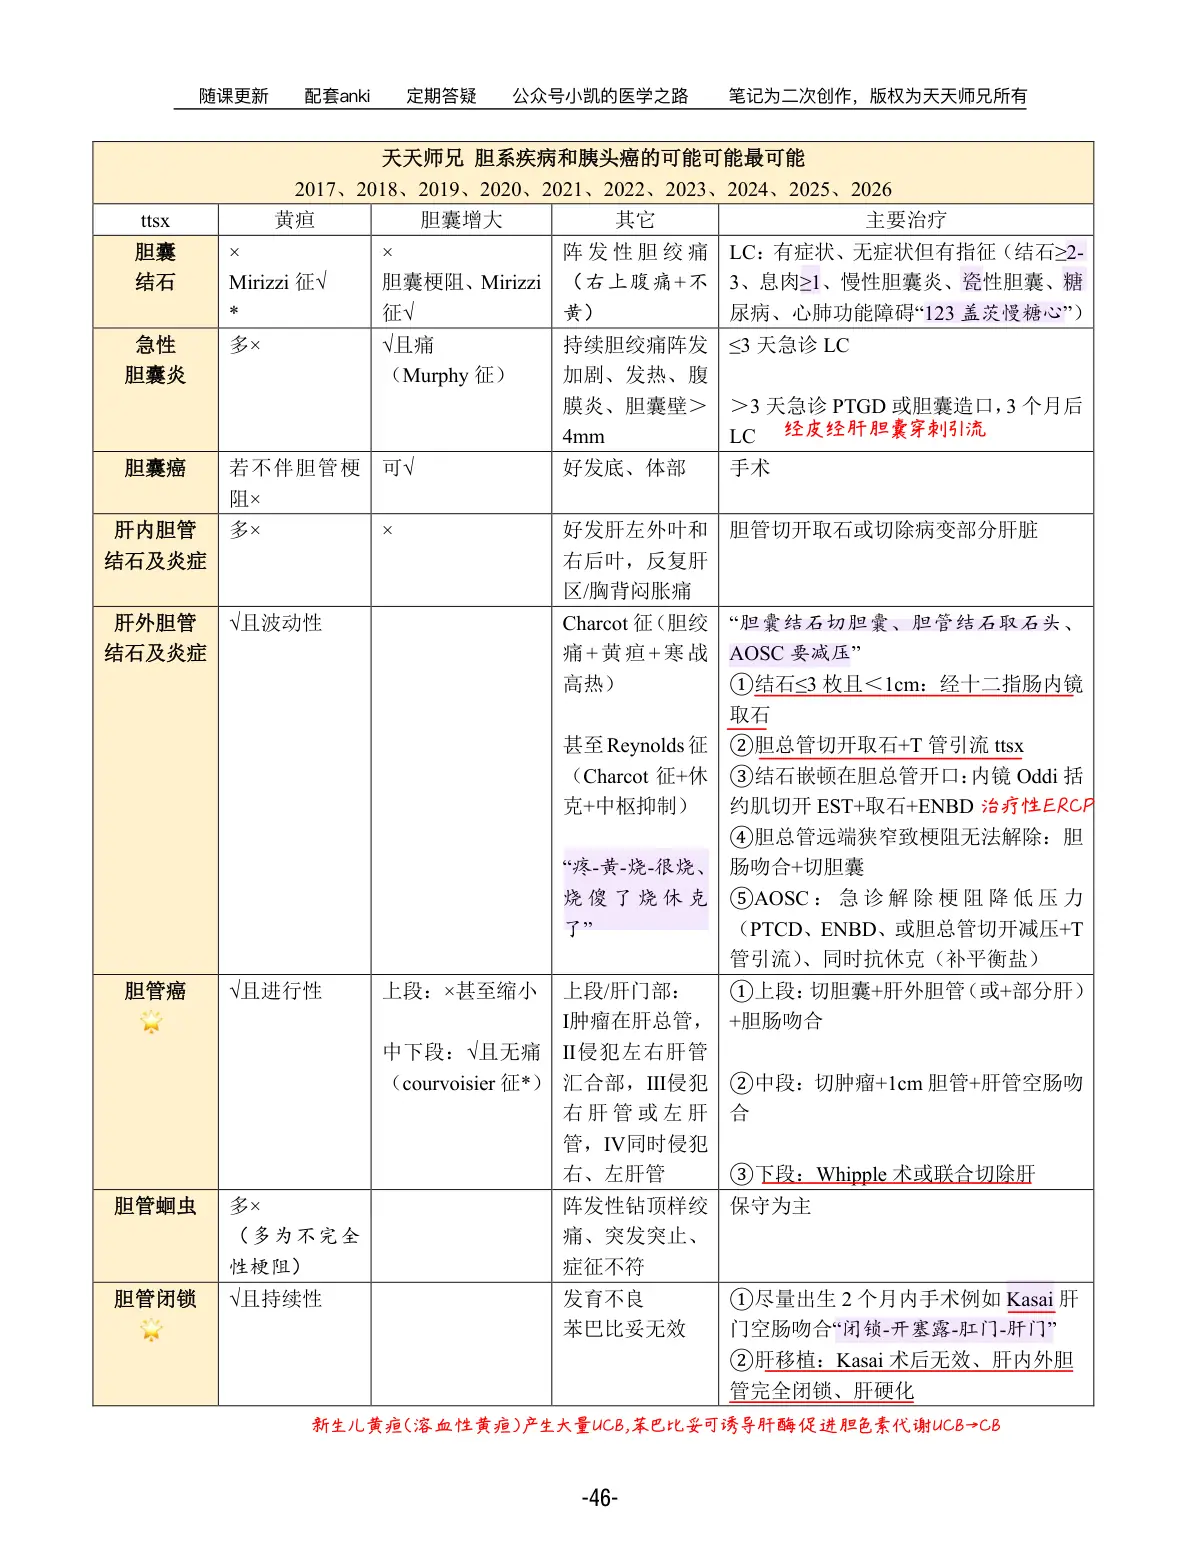 随课更新 配套anki 定期答疑 公众号小凯的医学之路 笔记为二次创作，版权为天天师兄所有
天天师兄 胆系疾病和胰头癌的可能可能最可能
2017、2018、2019、2020、2021、2022、2023、2024、2025、2026
ttsx 黄疸 胆囊增大 其它 主要治疗
胆囊
结石
×
Mirizzi 征√
*
×
胆囊梗阻、Mirizzi
征√
阵发性胆绞痛
（右上腹痛+不
黄）
LC：有症状、无症状但有指征（结石≥2-
3、息肉≥1、慢性胆囊炎、瓷性胆囊、糖
尿病、心肺功能障碍“123 盖茨慢糖心”）
急性
胆囊炎
多×
√且痛
（Murphy 征）
持续胆绞痛阵发
加剧、发热、腹
膜炎、胆囊壁＞
4mm
≤3 天急诊 LC
＞3 天急诊 PTGD 或胆囊造口，3 个月后
LC 经皮经肝胆囊穿刺引流
胆囊癌
若不伴胆管梗
阻×
可√
好发底、体部
手术
肝内胆管
结石及炎症
多×
×
好发肝左外叶和
右后叶，反复肝
区/胸背闷胀痛
胆管切开取石或切除病变部分肝脏
肝外胆管
结石及炎症
√且波动性
Charcot 征（胆绞
痛+黄疸+寒战
高热）
甚至 Reynolds 征
（Charcot 征+休
克+中枢抑制）
“疼-黄-烧-很烧、
烧傻了烧休克
了”
“胆囊结石切胆囊、胆管结石取石头、
AOSC 要减压”
①结石≤3 枚且＜1cm：经十二指肠内镜
取石
②胆总管切开取石+T 管引流 ttsx
③结石嵌顿在胆总管开口：内镜 Oddi 括
约肌切开 EST+取石+ENBD 治疗性ERCP
④胆总管远端狭窄致梗阻无法解除：胆
肠吻合+切胆囊
⑤AOSC：急诊解除梗阻降低压力
（PTCD、ENBD、或胆总管切开减压+T
管引流）、同时抗休克（补平衡盐）
胆管癌
√且进行性
上段：×甚至缩小
中下段：√且无痛
（courvoisier 征*）
上段/肝门部：
I肿瘤在肝总管，
II侵犯左右肝管
汇合部，III侵犯
右肝管或左肝
管，IV同时侵犯
右、左肝管
①上段：切胆囊+肝外胆管（或+部分肝）
+胆肠吻合
②中段：切肿瘤+1cm 胆管+肝管空肠吻
合
③下段：Whipple 术或联合切除肝
胆管蛔虫
多×
（多为不完全
性梗阻）
阵发性钻顶样绞
痛、突发突止、
症征不符
保守为主
胆管闭锁
√且持续性
发育不良
苯巴比妥无效
①尽量出生 2 个月内手术例如 Kasai 肝
门空肠吻合“闭锁-开塞露-肛门-肝门”
②肝移植：Kasai 术后无效、肝内外胆
管完全闭锁、肝硬化
新生儿黄疸(溶血性黄疸)产生大量UCB,苯巴比妥可诱导肝酶促进胆色素代谢UCB→CB
-46-